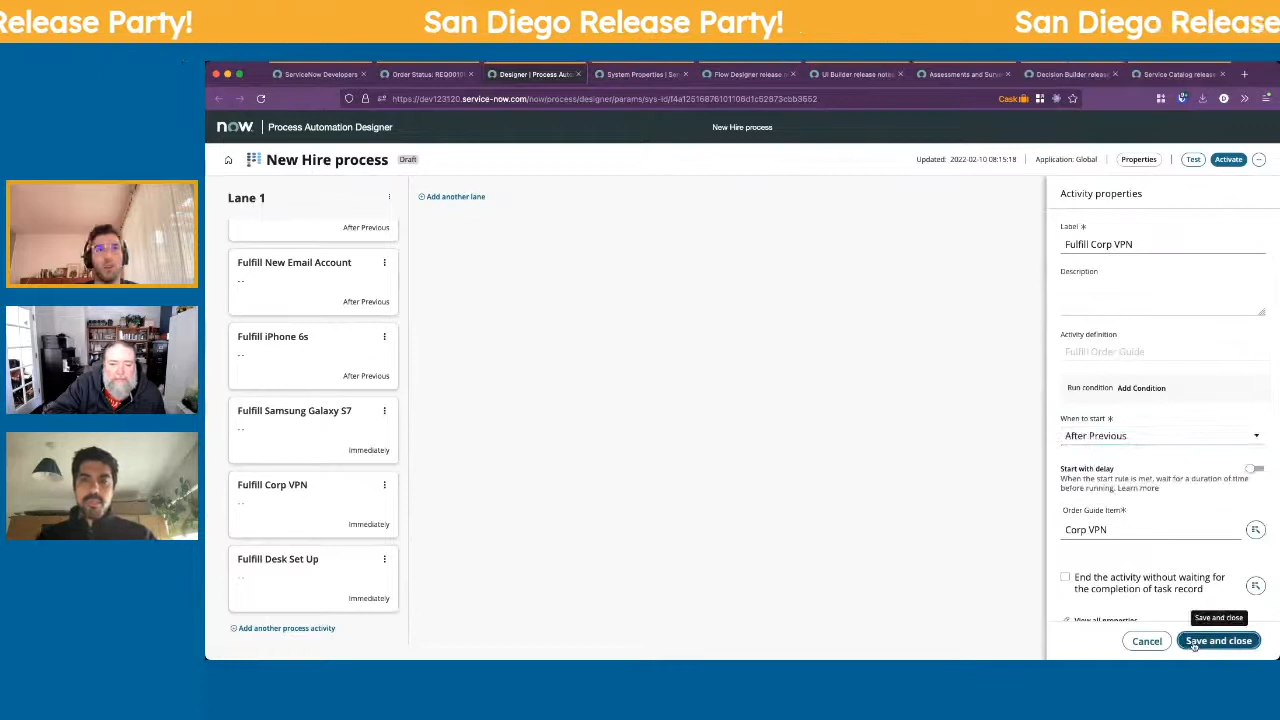 Release Party!
San Diego Release Party!
San Diego Release
ServiceNow Developers
Order Status: REQ0010
Designer | Process Auto
System Properties | Serv
Flow Designer release n
UI Builder release notes
Assessments and Surve
Decision Builder release
Service Catalog release
https://dev123120.service-now.com/now/process/designer/params/sys-id/f4a12516876101106d1c52873cbb3552
Cask
now. Process Automation Designer
New Hire process
New Hire process Draft
Updated: 2022-02-10 08:15:18
Application: Global
Properties
Test
Activate
Lane 1
Add another lane
After Previous
Fulfill New Email Account
--
After Previous
Fulfill iPhone 6s
--
After Previous
Fulfill Samsung Galaxy S7
--
Immediately
Fulfill Corp VPN
--
Immediately
Fulfill Desk Set Up
--
Immediately
Add another process activity
Activity properties
Label *
Fulfill Corp VPN
Description
Activity definition
Fulfill Order Guide
Run condition Add Condition
When to start *
After Previous
Start with delay
When the start rule is met, wait for a duration of time
before running. Learn more
Order Guide Item*
Corp VPN
End the activity without waiting for
the completion of task record
Save and close
View all properties
Cancel
Save and close